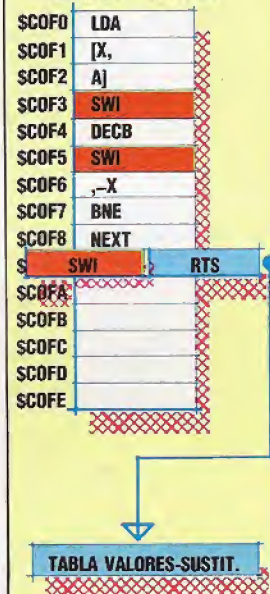 $C0F0 LDA
$C0F1 [X,
$C0F2 A]
$C0F3 SWI
$C0F4 DECB
$C0F5 SWI
$C0F6 ,–X
$C0F7 BNE
$C0F8 NEXT
$ SWI RTS
$C0FA
$C0FB
$C0FC
$C0FD
$C0FE
TABLA VALORES-SUSTIT.